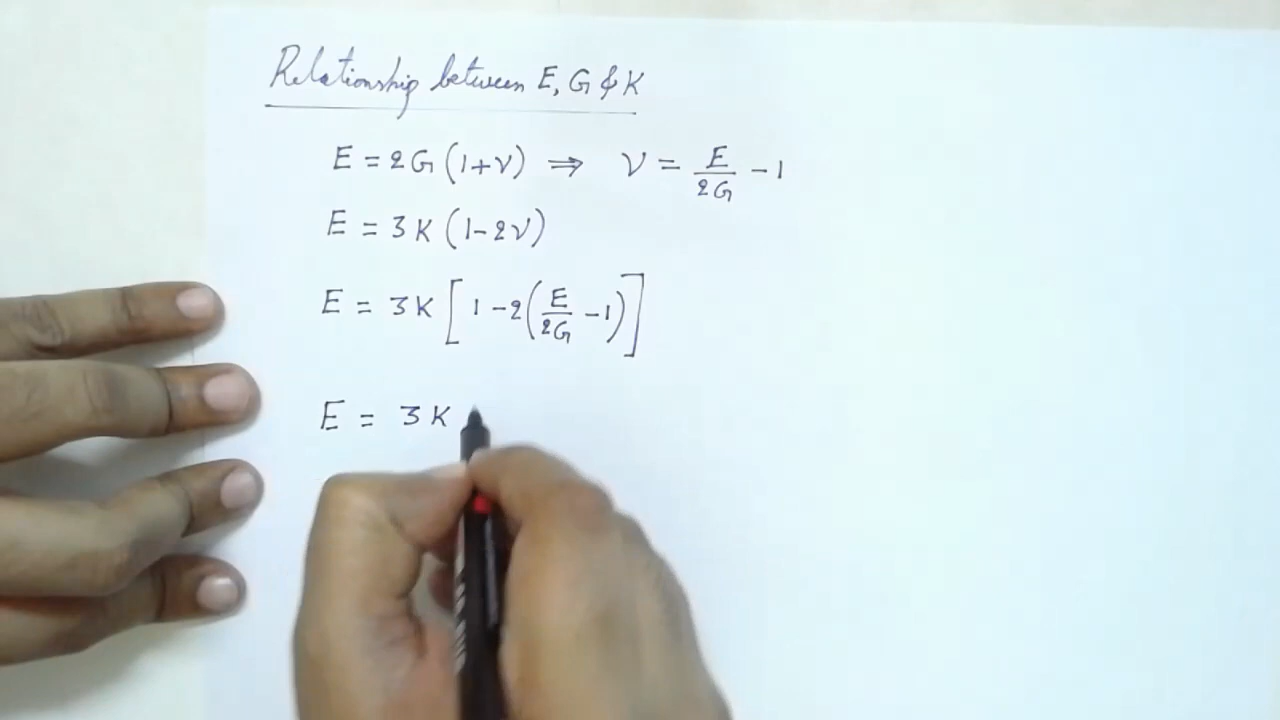 Relationship between E, G & K
E = 2G (1+ν) ⇒ ν = E/2G − 1
E = 3K (1−2ν)
E = 3K [1−2(E/2G −1)]
E = 3K